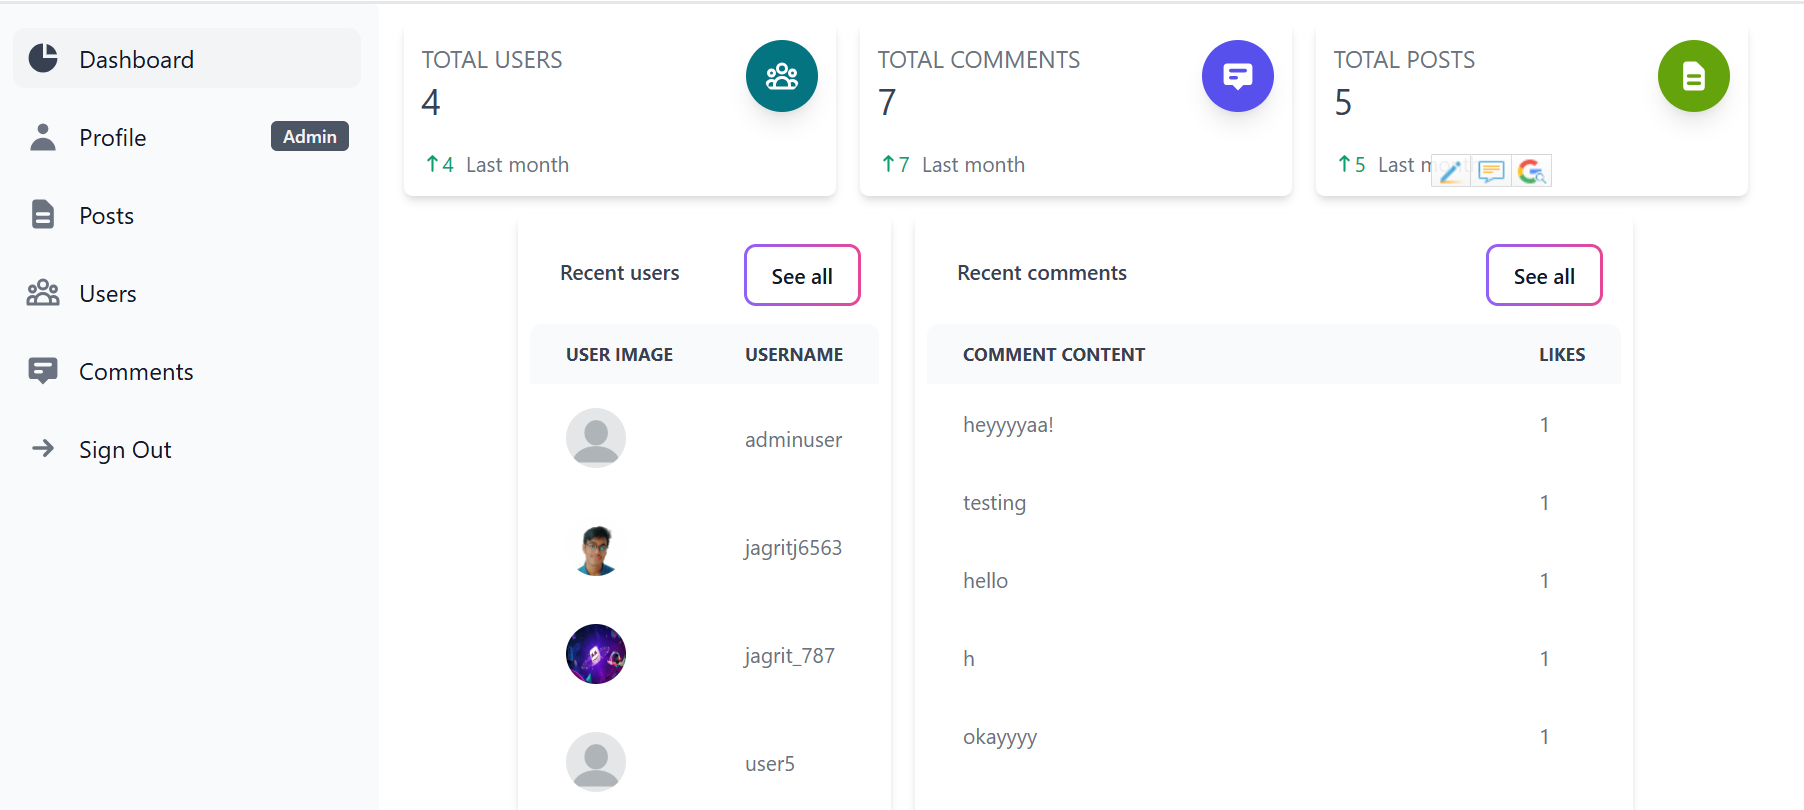 Dashboard
Profile
Admin
Posts
Users
Comments
Sign Out
TOTAL USERS
4
4 Last month
TOTAL COMMENTS
7
7 Last month
TOTAL POSTS
5
5 Last
Recent users
See all
USER IMAGE USERNAME
adminuser
jagritj6563
jagrit_787
user5
Recent comments
See all
COMMENT CONTENT LIKES
heyyyyaa! 1
testing 1
hello 1
h 1
okayyyy 1